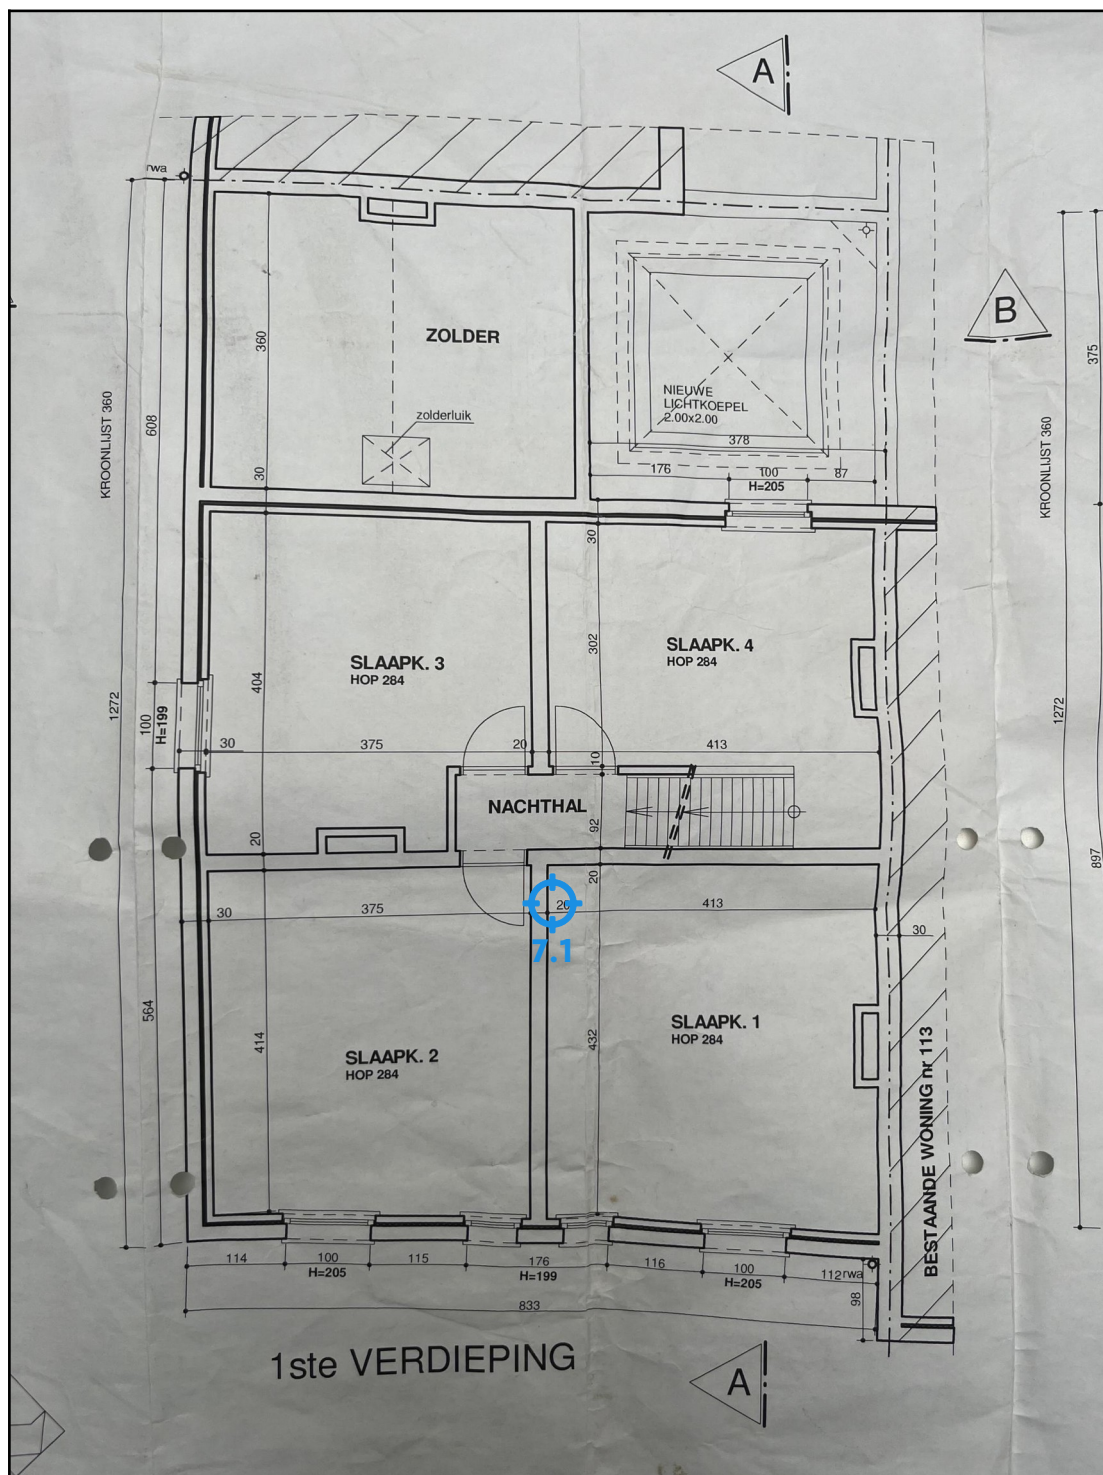 A
rwa
B
ZOLDER
360
375
zolderluik
NIEUWE
LICHTKOEPEL
2.00x2.00
378
KROONLIJST 360
608
KROONLIJST 360
30
176
100
87
H=205
30
302
SLAAPK. 4
HOP 284
SLAAPK. 3
HOP 284
404
1272
1272
100
H=199
30
375
20
413
10
NACHTHAL
92
20
897
20
30
375
20
413
7.1
30
564
414
432
SLAAPK. 1
HOP 284
SLAAPK. 2
HOP 284
BESTAANDE WONING nr 113
114
100
115
176
116
100
112
rwa
H=205
H=199
H=205
98
833
1ste VERDIEPING
A